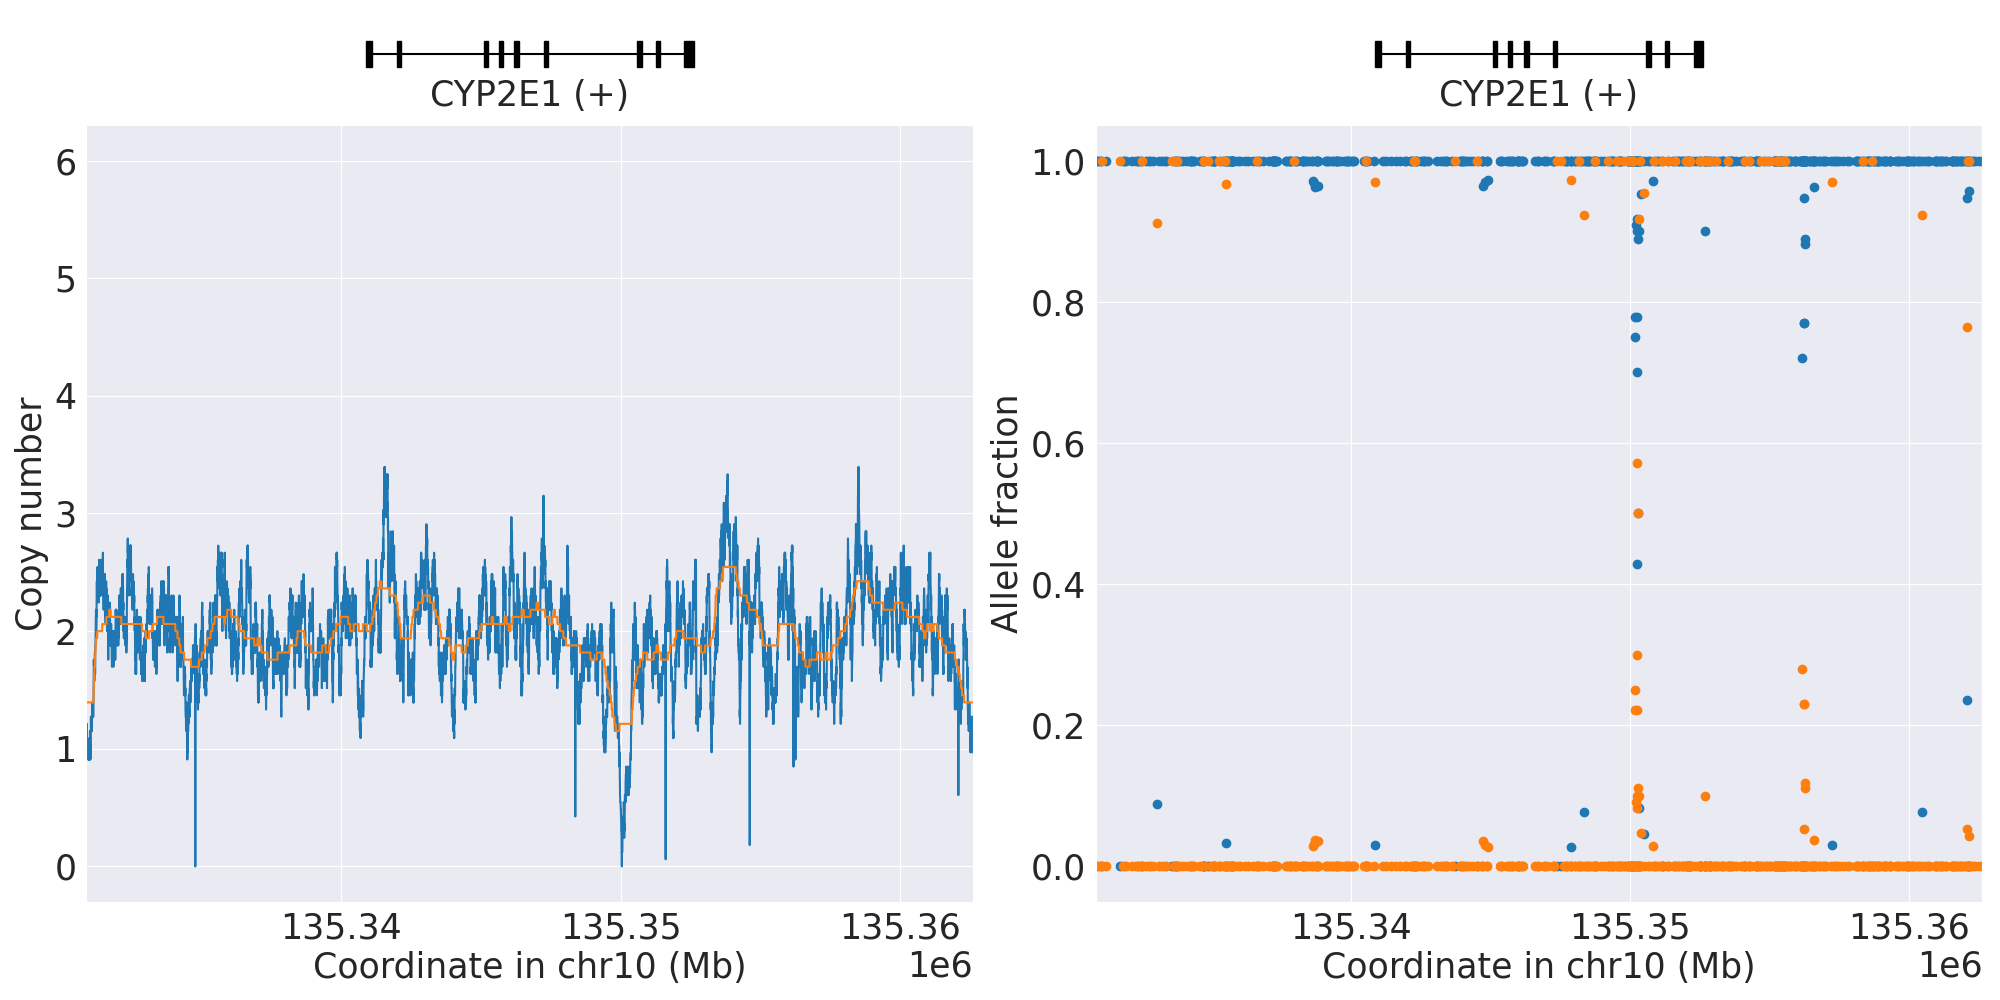 CYP2E1 (+)
6
5
4
3
2
1
0
Copy number
135.34
135.35
135.36
Coordinate in chr10 (Mb)
1e6
CYP2E1 (+)
1.0
0.8
0.6
0.4
0.2
0.0
Allele fraction
135.34
135.35
135.36
Coordinate in chr10 (Mb)
1e6